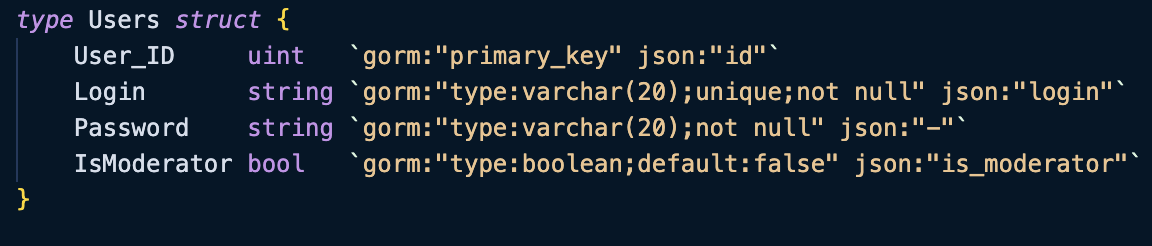 type Users struct {
    User_ID     uint   `gorm:"primary_key" json:"id"`
    Login       string `gorm:"type:varchar(20);unique;not null" json:"login"`
    Password    string `gorm:"type:varchar(20);not null" json:"-"`
    IsModerator bool   `gorm:"type:boolean;default:false" json:"is_moderator"`
}